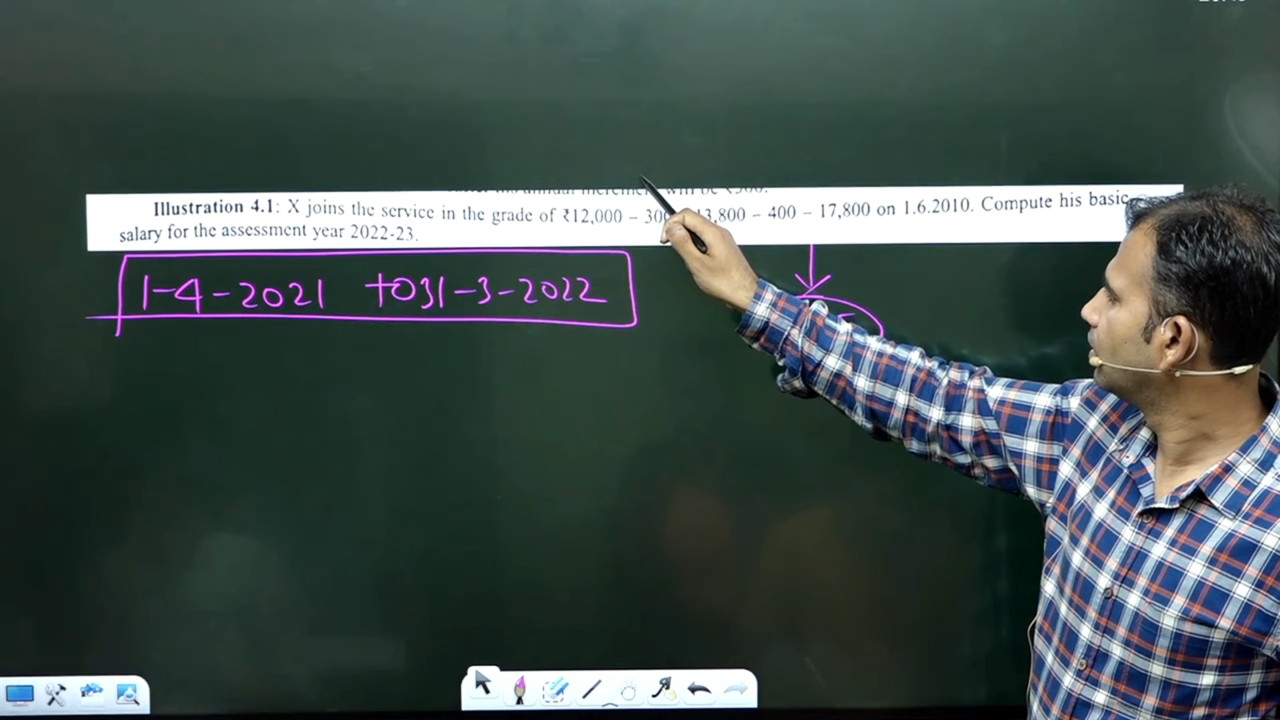 Illustration 4.1: X joins the service in the grade of ₹12,000 – 300 13,800 – 400 – 17,800 on 1.6.2010. Compute his basic
salary for the assessment year 2022-23.
1-4-2021 to 31-3-2022